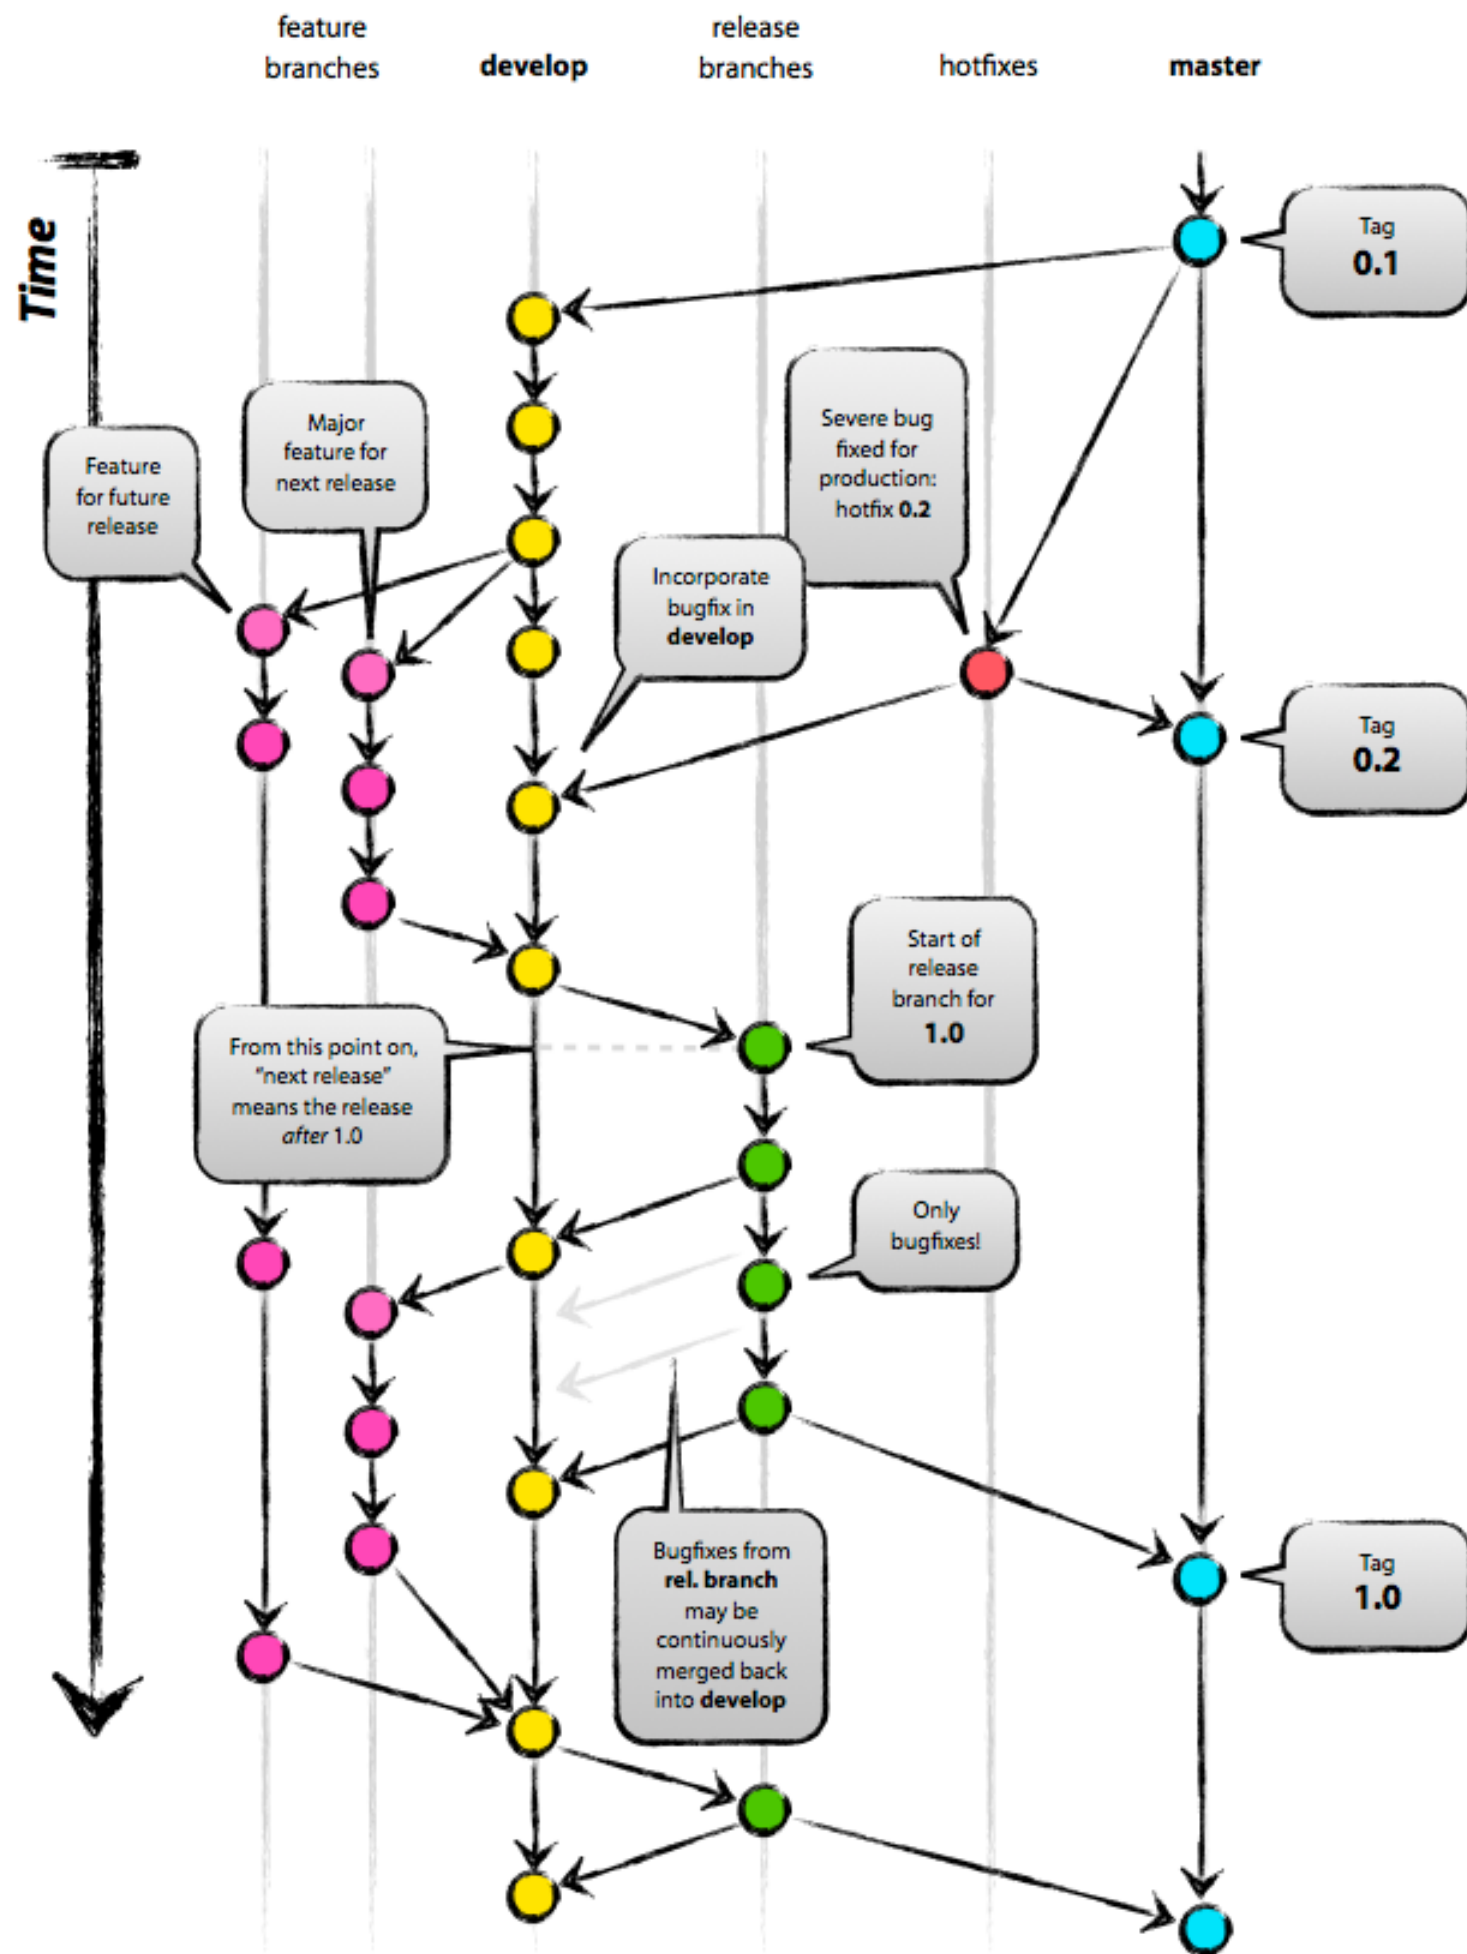 feature
branches
develop
release
branches
hotfixes
master
Time
Tag
0.1
Feature
for future
release
Major
feature for
next release
Severe bug
fixed for
production:
hotfix 0.2
Incorporate
bugfix in
develop
Tag
0.2
Start of
release
branch for
1.0
From this point on,
“next release”
means the release
after 1.0
Only
bugfixes!
Bugfixes from
rel. branch
may be
continuously
merged back
into develop
Tag
1.0